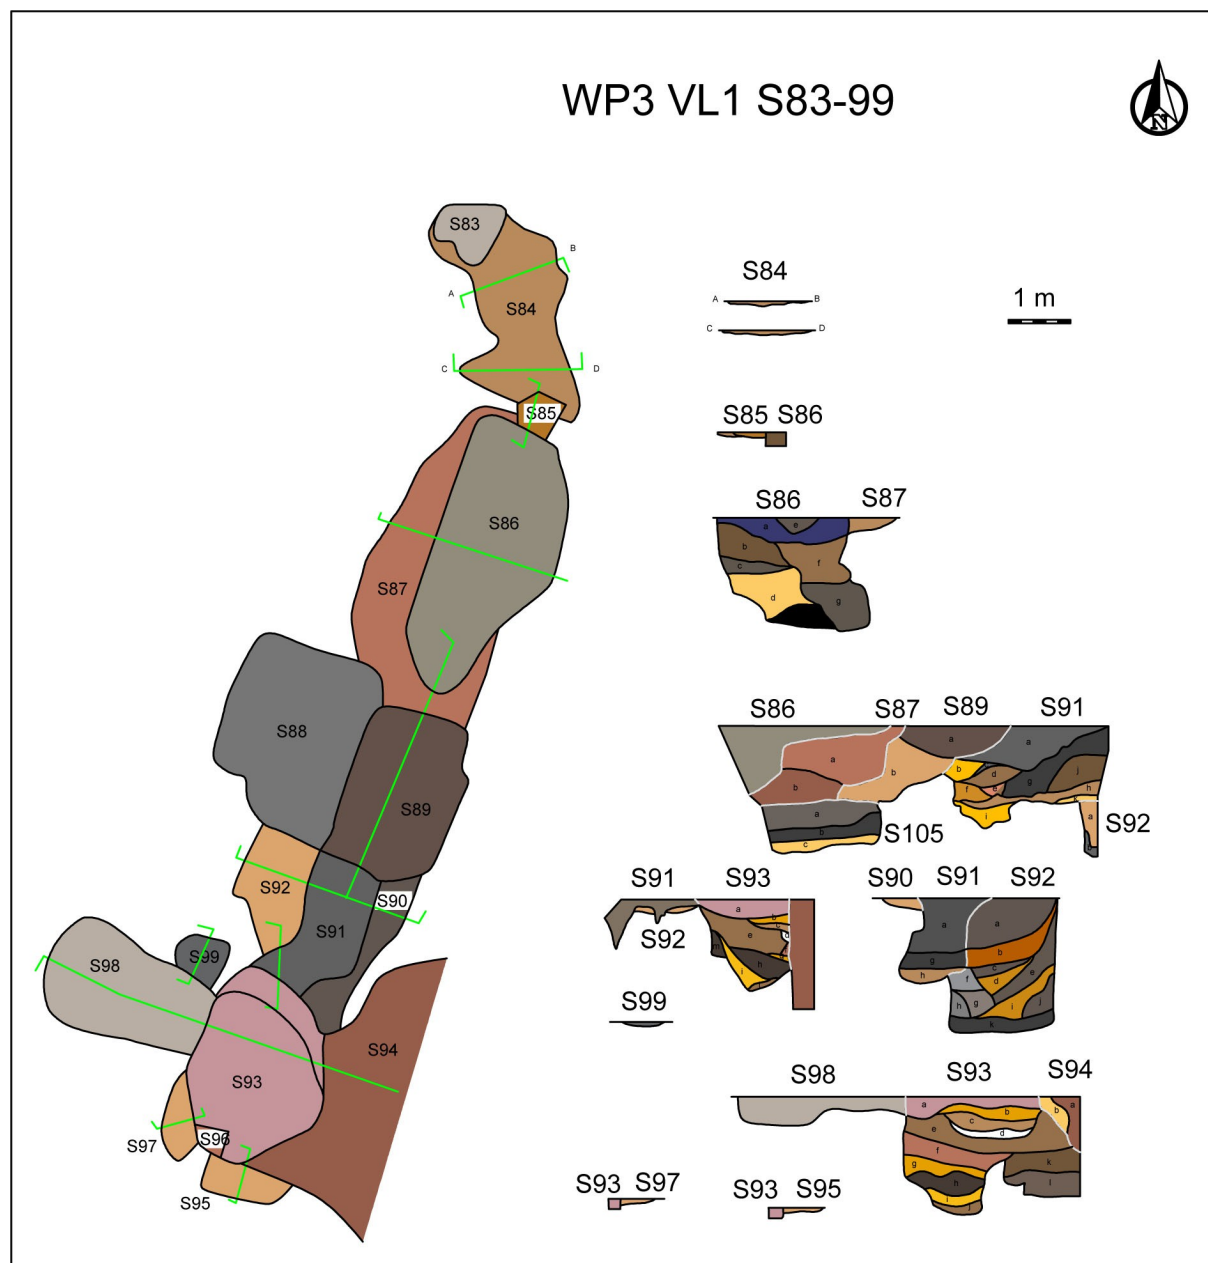 WP3 VL1 S83-99
N
S83
B
A
S84
C
D
S85
S86
S87
S88
S89
S92
S90
S91
S99
S98
S94
S93
S96
S97
S95
S84
A B
C D
1 m
S85 S86
S86 S87
a e
b
c f
d g
S86 S87 S89 S91
a a a
b b b d g j
f e h
k
i
a b c
S105
a b
S92
S91 S93
a
b
c
d
e
m h
i
S92
S90 S91 S92
a a
b
g c e
h f d
h g i j
k
S99
S98 S93 S94
a b a
c b
e d
f k
g h l
i
j
S93 S97
S93 S95